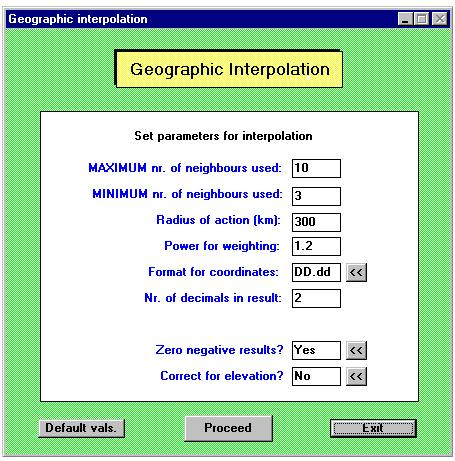 Geographic interpolation
Geographic Interpolation
Set parameters for interpolation
MAXIMUM nr. of neighbours used: 10
MINIMUM nr. of neighbours used: 3
Radius of action (km): 300
Power for weighting: 1.2
Format for coordinates: DD.dd <<
Nr. of decimals in result: 2
Zero negative results? Yes <<
Correct for elevation? No <<
Default vals. Proceed Exit